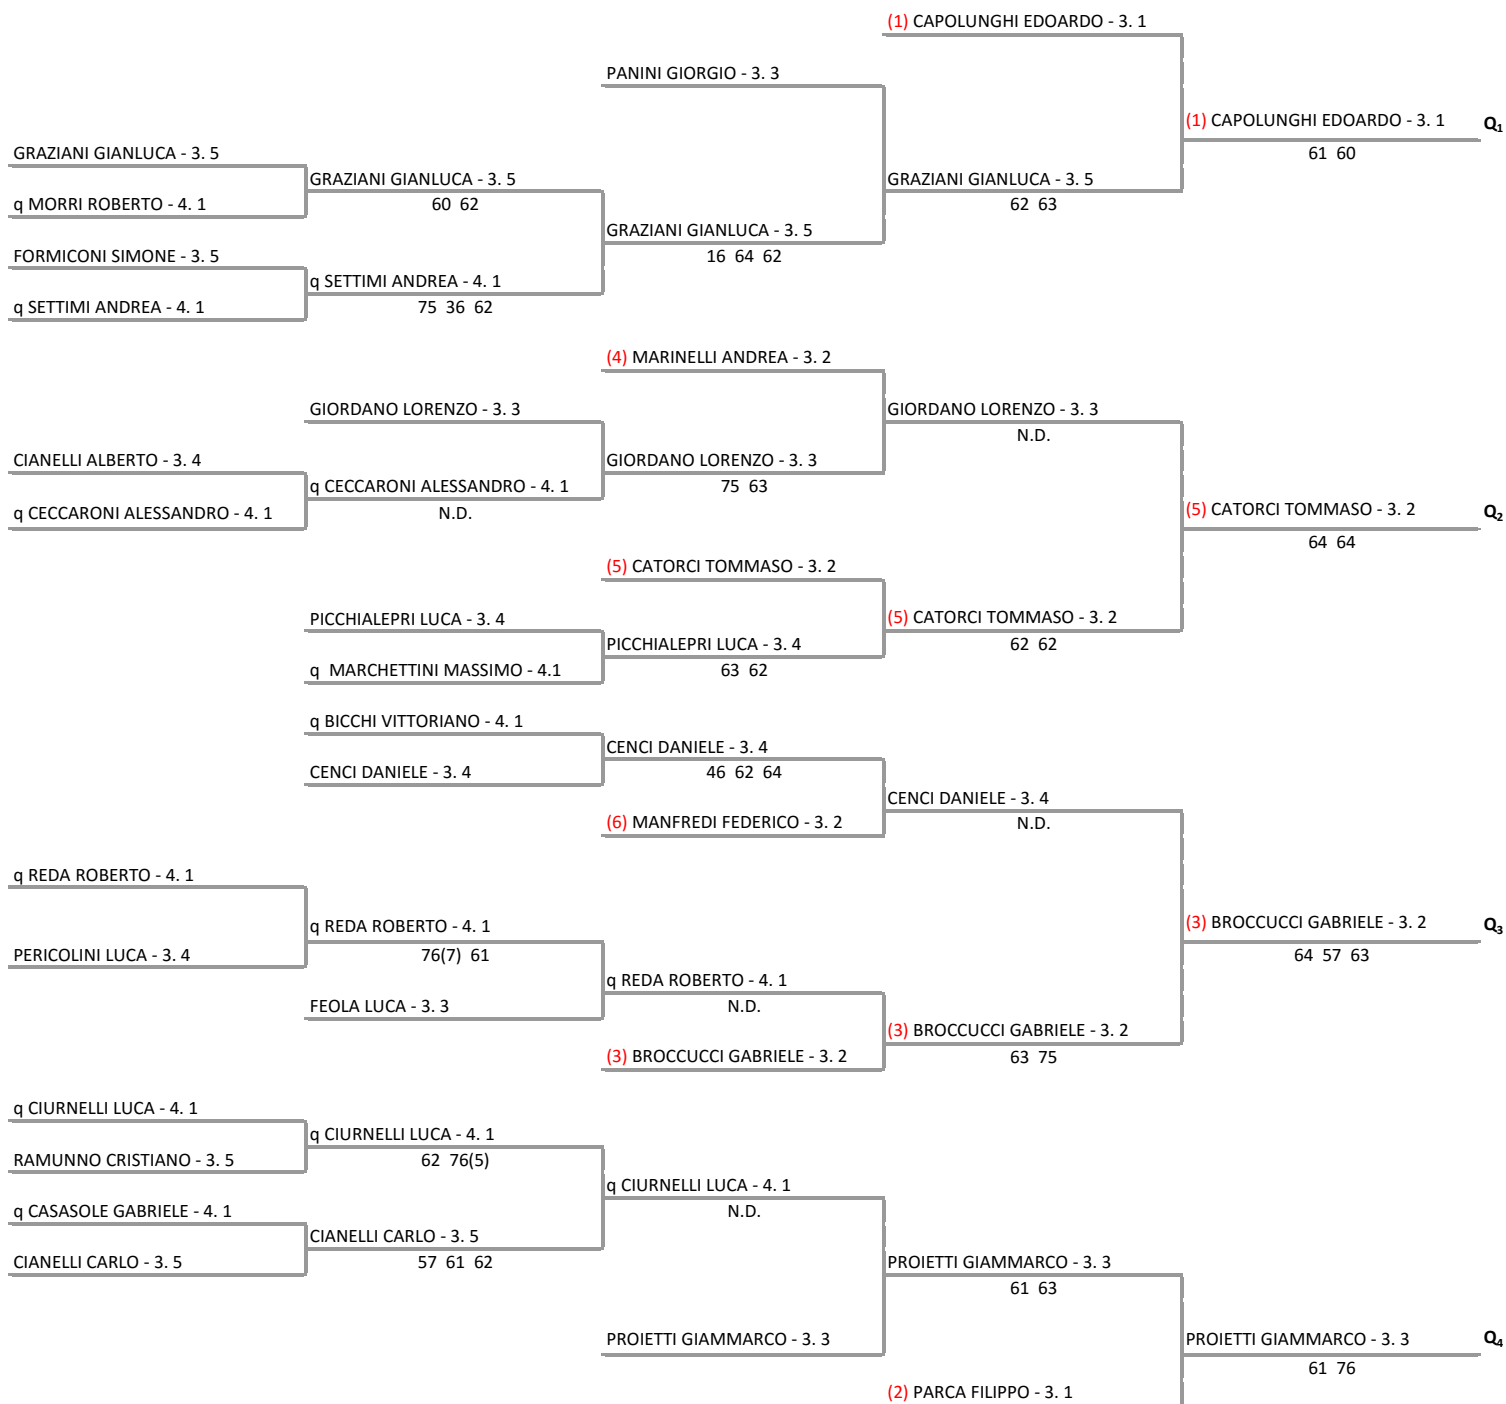 (1) CAPOLUNGHI EDOARDO - 3. 1
PANINI GIORGIO - 3. 3
(1) CAPOLUNGHI EDOARDO - 3. 1 Q1
61 60
GRAZIANI GIANLUCA - 3. 5
GRAZIANI GIANLUCA - 3. 5
60 62
GRAZIANI GIANLUCA - 3. 5
62 63
q MORRI ROBERTO - 4. 1
GRAZIANI GIANLUCA - 3. 5
16 64 62
FORMICONI SIMONE - 3. 5
q SETTIMI ANDREA - 4. 1
75 36 62
q SETTIMI ANDREA - 4. 1
(4) MARINELLI ANDREA - 3. 2
GIORDANO LORENZO - 3. 3
GIORDANO LORENZO - 3. 3
N.D.
CIANELLI ALBERTO - 3. 4
GIORDANO LORENZO - 3. 3
75 63
q CECCARONI ALESSANDRO - 4. 1
N.D.
q CECCARONI ALESSANDRO - 4. 1
(5) CATORCI TOMMASO - 3. 2 Q2
64 64
(5) CATORCI TOMMASO - 3. 2
PICCHIALEPRI LUCA - 3. 4
(5) CATORCI TOMMASO - 3. 2
62 62
PICCHIALEPRI LUCA - 3. 4
63 62
q MARCHETTINI MASSIMO - 4.1
q BICCHI VITTORIANO - 4. 1
CENCI DANIELE - 3. 4
46 62 64
CENCI DANIELE - 3. 4
CENCI DANIELE - 3. 4
N.D.
(6) MANFREDI FEDERICO - 3. 2
q REDA ROBERTO - 4. 1
q REDA ROBERTO - 4. 1
76(7) 61
(3) BROCCUCCI GABRIELE - 3. 2 Q3
64 57 63
PERICOLINI LUCA - 3. 4
q REDA ROBERTO - 4. 1
N.D.
FEOLA LUCA - 3. 3
(3) BROCCUCCI GABRIELE - 3. 2
63 75
(3) BROCCUCCI GABRIELE - 3. 2
q CIURNELLI LUCA - 4. 1
q CIURNELLI LUCA - 4. 1
62 76(5)
RAMUNNO CRISTIANO - 3. 5
q CIURNELLI LUCA - 4. 1
N.D.
q CASASOLE GABRIELE - 4. 1
CIANELLI CARLO - 3. 5
57 61 62
CIANELLI CARLO - 3. 5
PROIETTI GIAMMARCO - 3. 3
61 63
PROIETTI GIAMMARCO - 3. 3
PROIETTI GIAMMARCO - 3. 3 Q4
61 76
(2) PARCA FILIPPO - 3. 1